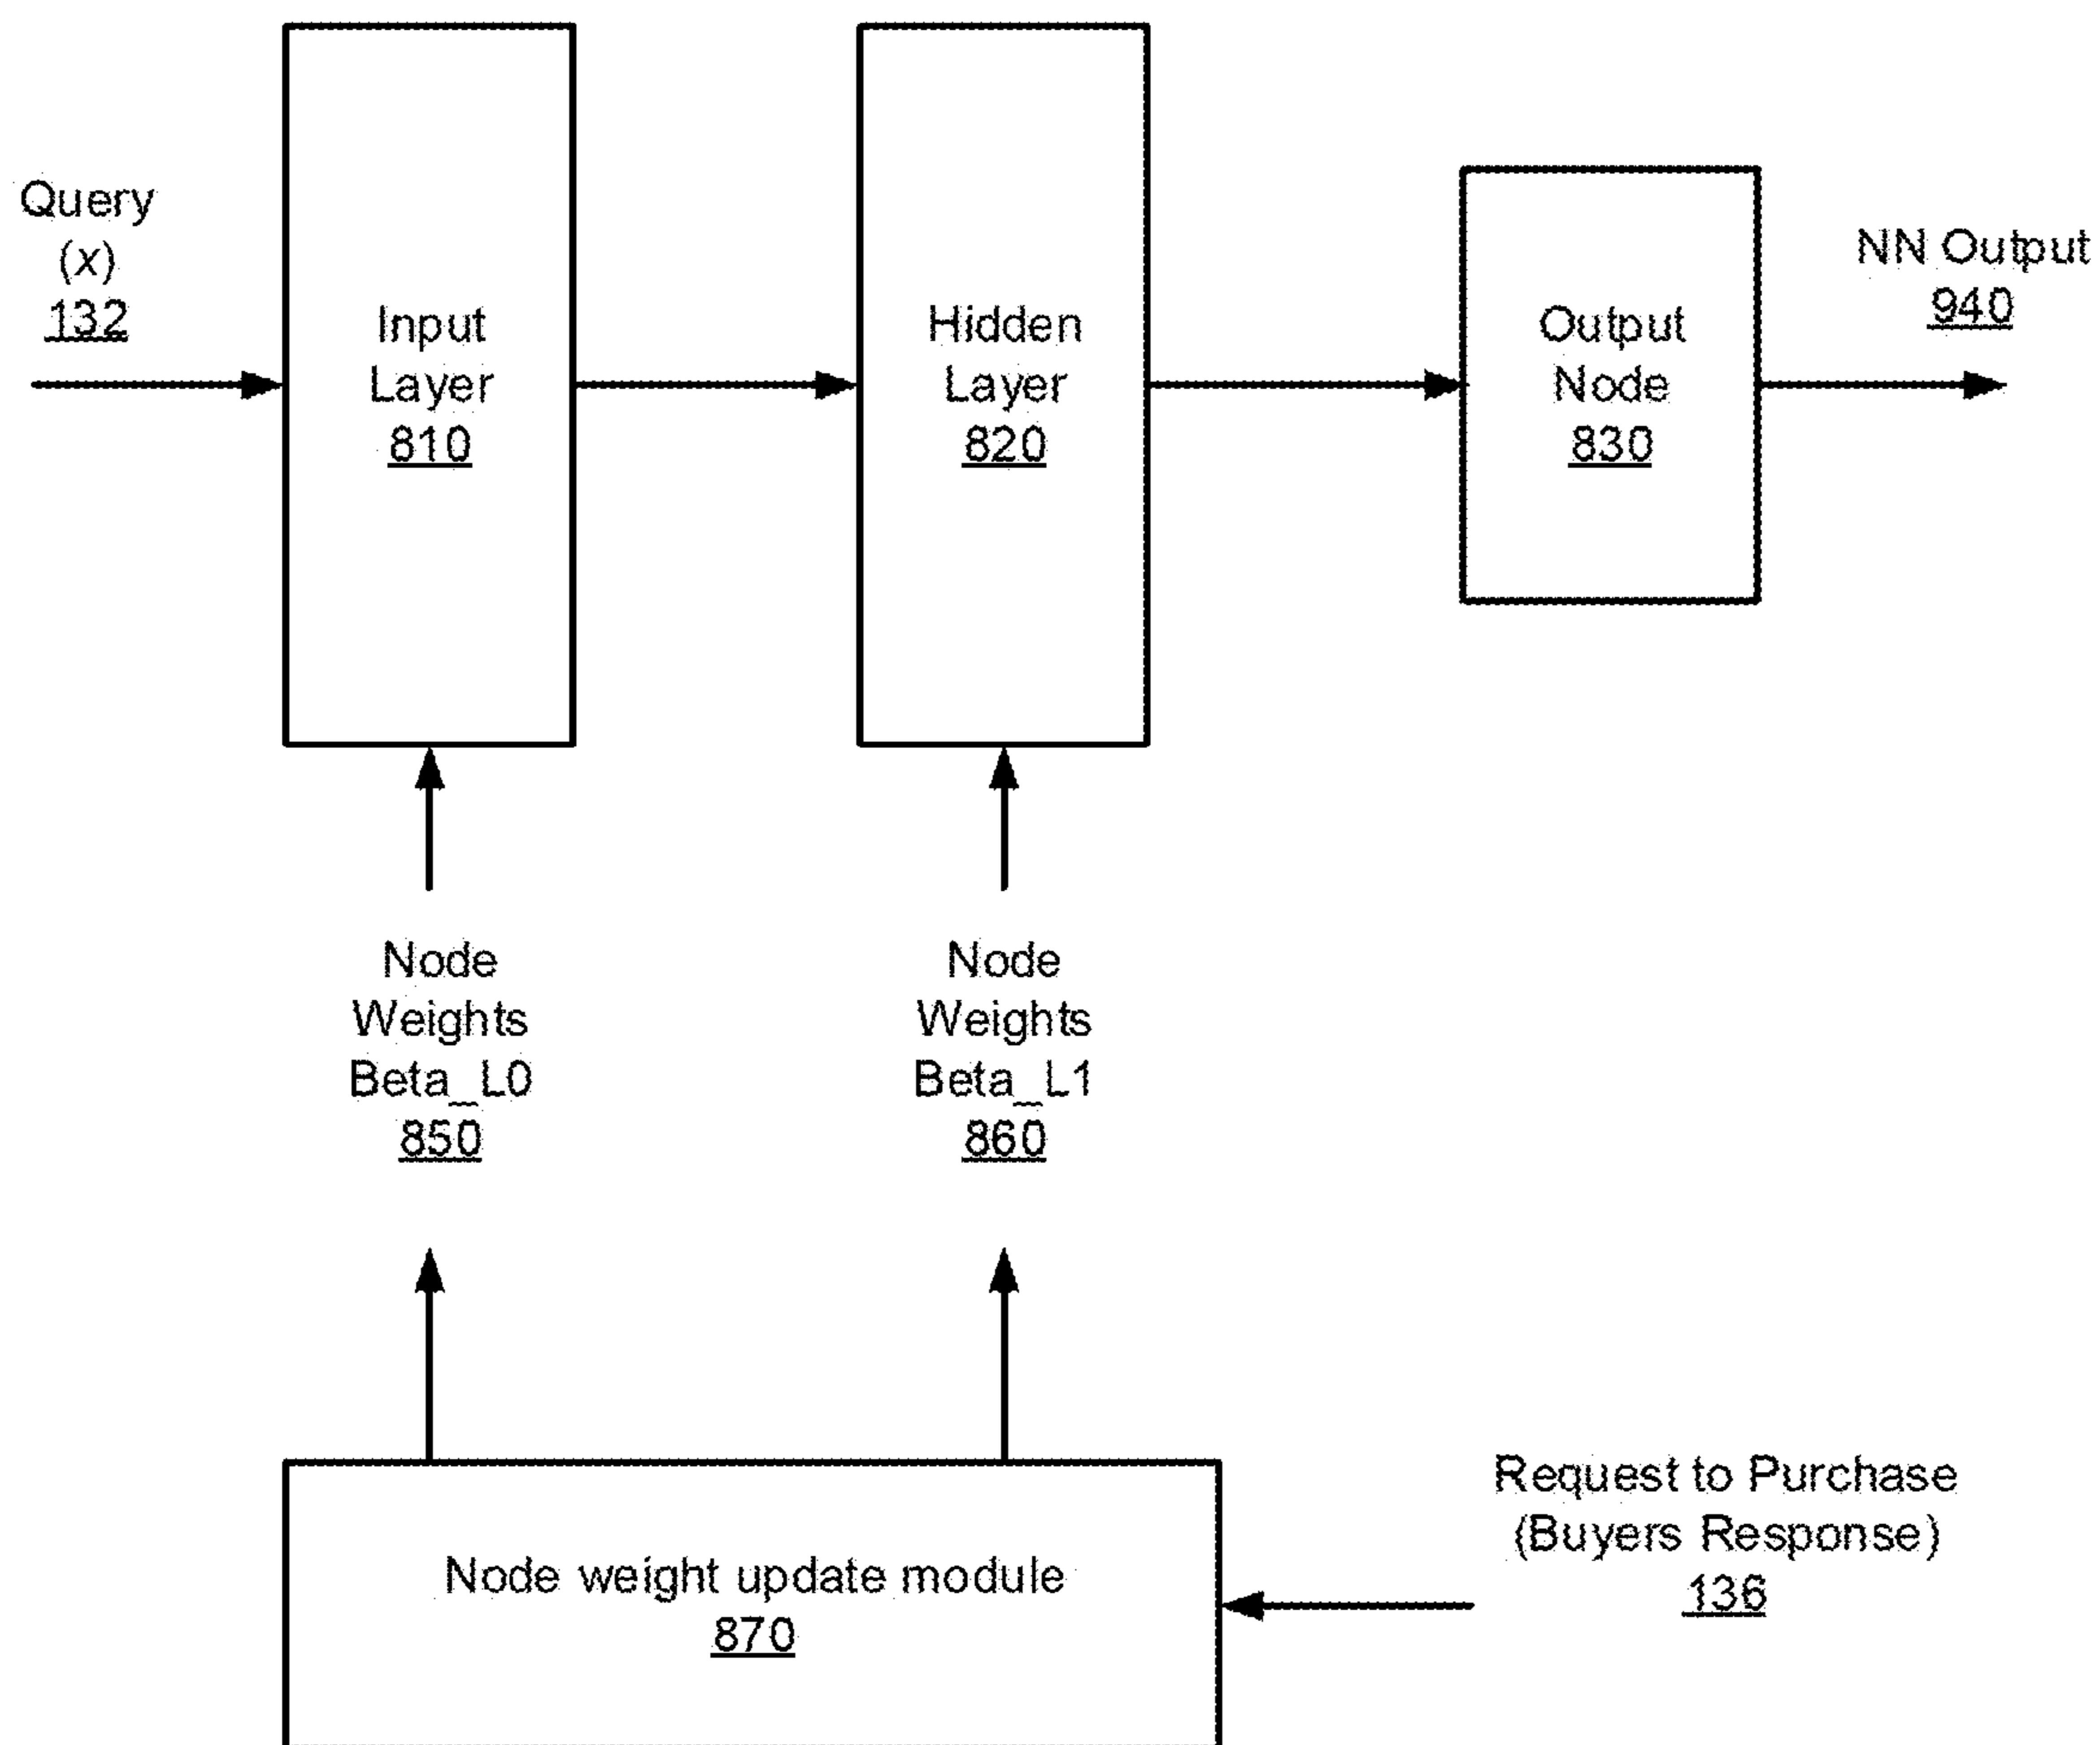 Query
(x)
132
Input
Layer
810
Hidden
Layer
820
Output
Node
830
NN Output
940
Node
Weights
Beta_L0
850
Node
Weights
Beta_L1
860
Node weight update module
870
Request to Purchase
(Buyers Response)
136